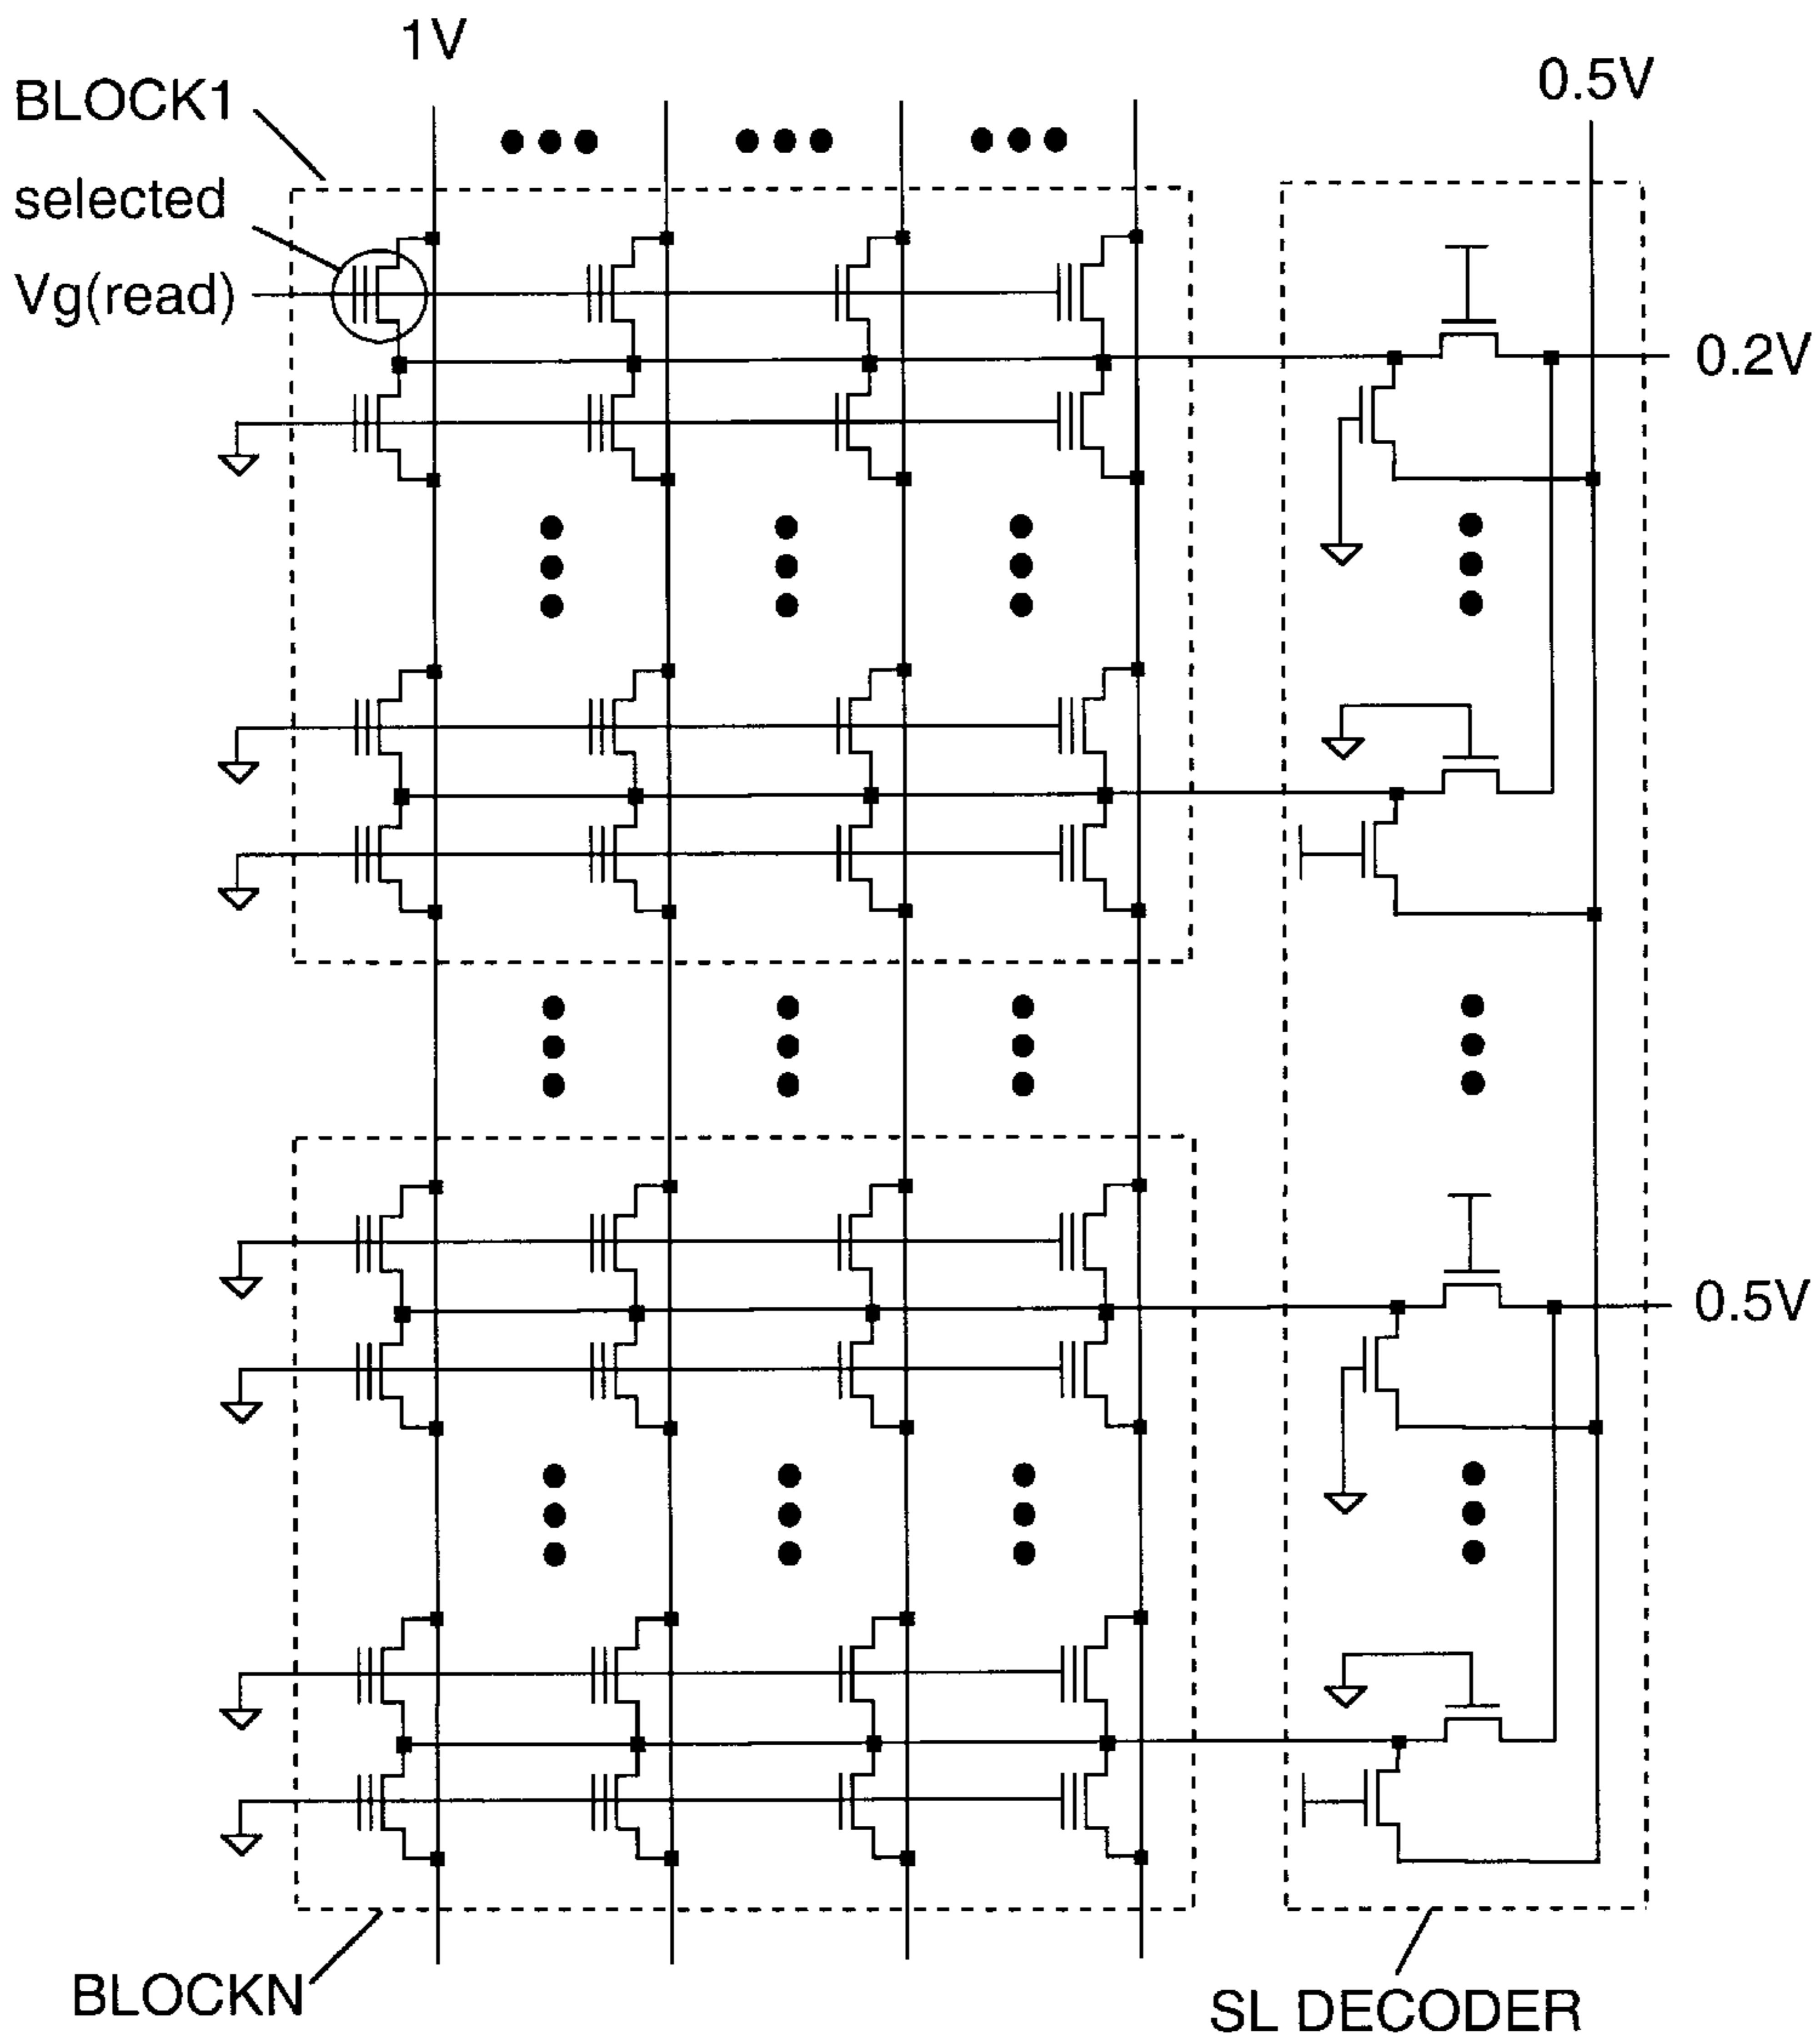 1V
0.5V
BLOCK1
selected
Vg(read)
0.2V
0.5V
BLOCKN
SL DECODER